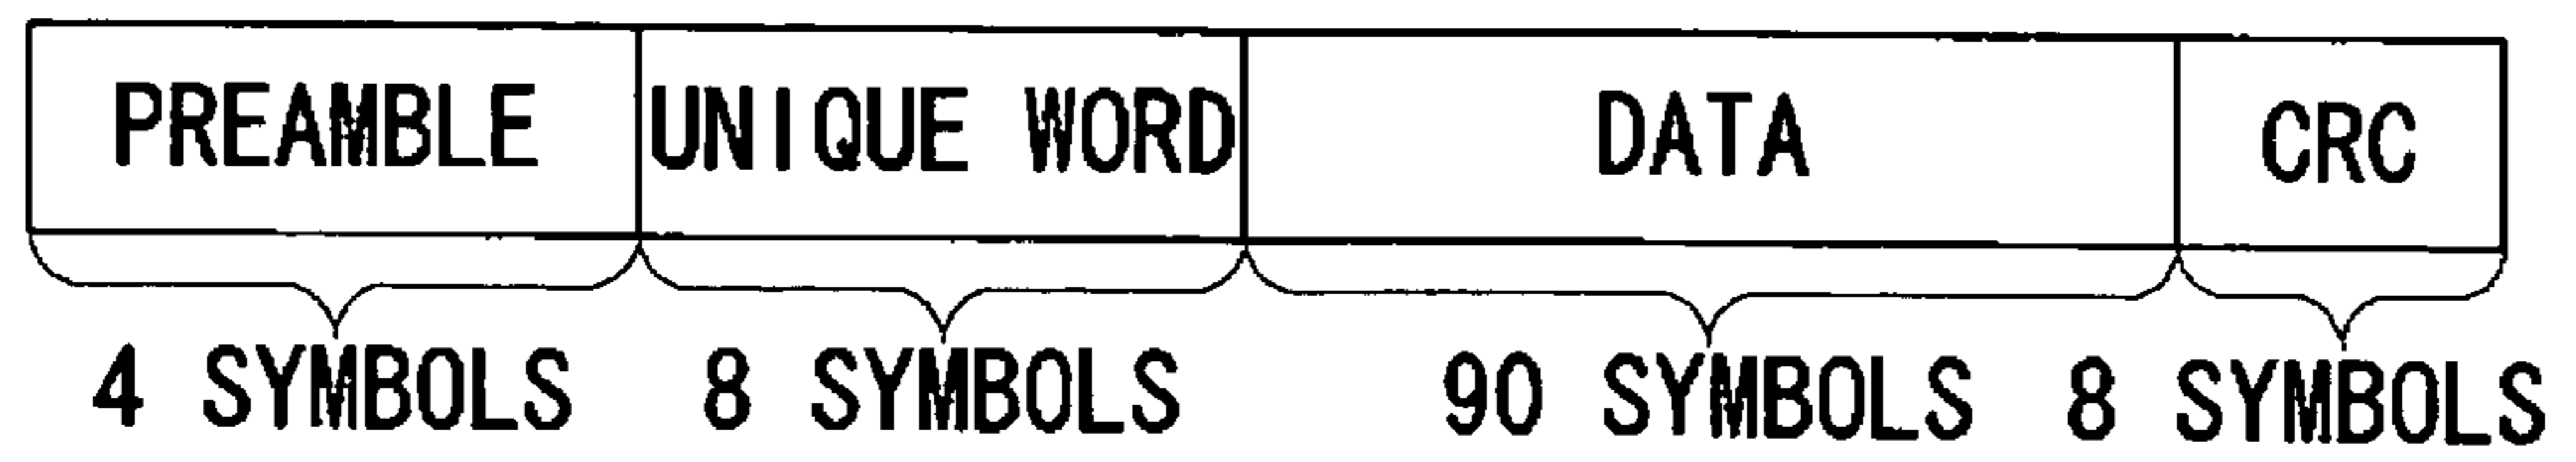 PREAMBLE UNIQUE WORD DATA CRC
4 SYMBOLS 8 SYMBOLS 90 SYMBOLS 8 SYMBOLS